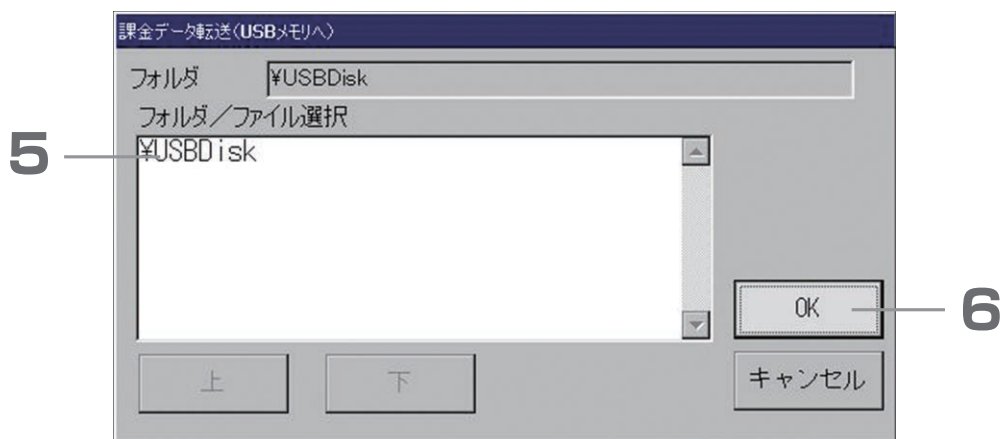 課金データ転送(USBメモリへ)
フォルダ ¥USBDisk
フォルダ／ファイル選択
5
¥USBDisk
OK
6
上 下
キャンセル